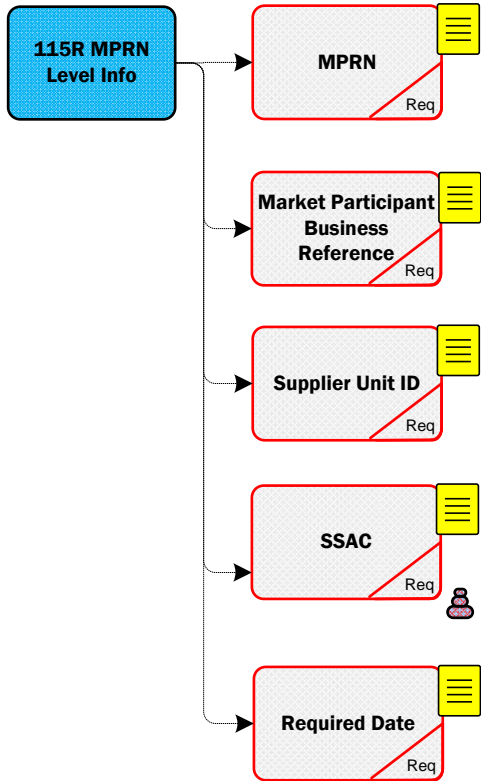 115R MPRN
Level Info
MPRN
Req
Market Participant
Business
Reference
Req
Supplier Unit ID
Req
SSAC
Req
Required Date
Req